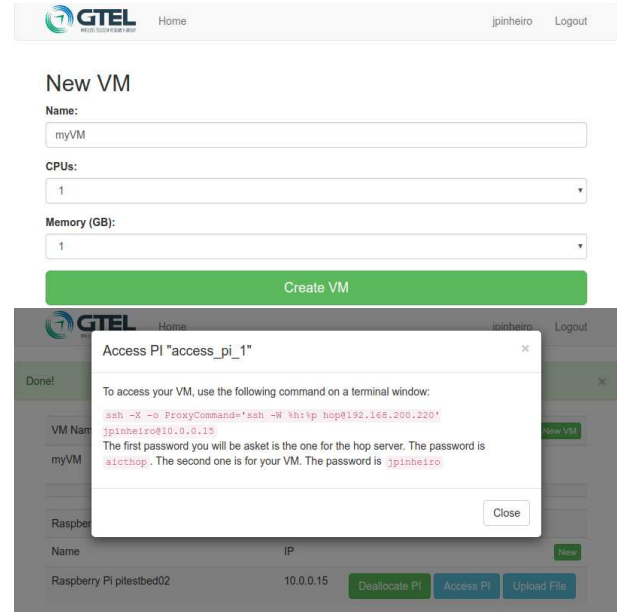 GTEL
WIRELESS TELECOM RESEARCH GROUP
Home
jpinheiro
Logout
New VM
Name:
myVM
CPUs:
1
Memory (GB):
1
Create VM
GTEL
Home
jpinheiro
Logout
Access PI "access_pi_1"
×
Done!
×
To access your VM, use the following command on a terminal window:
ssh -X -o ProxyCommand='ssh -W %h:%p hop@192.168.200.220'
jpinheiro@10.0.0.15
The first password you will be asket is the one for the hop server. The password is
aicthop . The second one is for your VM. The password is jpinheiro
VM Nam
New VM
myVM
Close
Raspber
Name
IP
New
Raspberry Pi pitestbed02
10.0.0.15
Deallocate PI
Access PI
Upload File